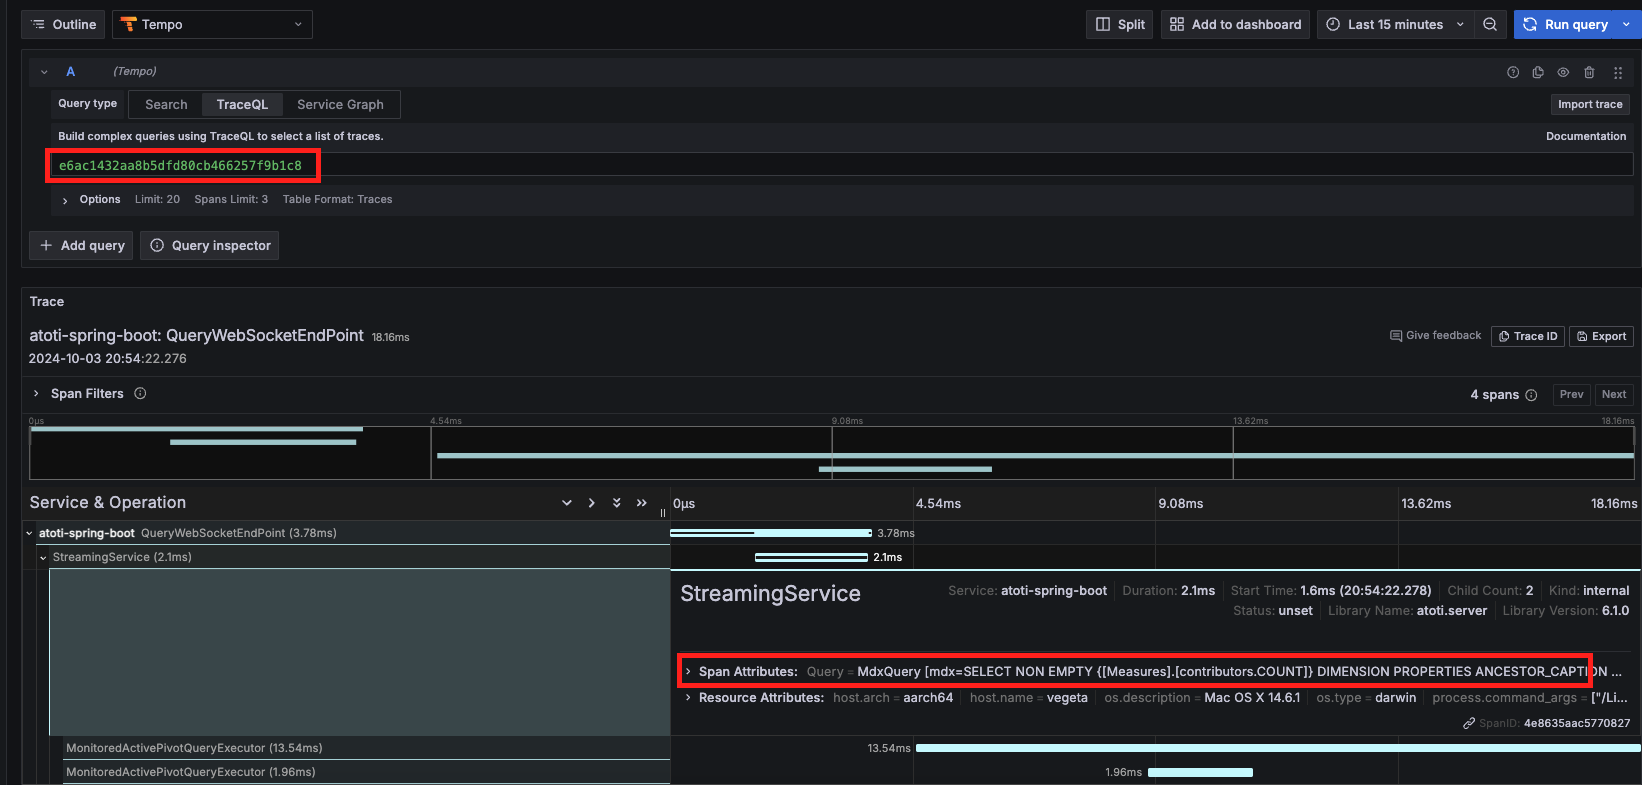 Outline
Tempo
Split
Add to dashboard
Last 15 minutes
Run query
A
(Tempo)
Query type
Search
TraceQL
Service Graph
Import trace
Build complex queries using TraceQL to select a list of traces.
Documentation
e6ac1432aa8b5dfd80cb466257f9b1c8
Options Limit: 20 Spans Limit: 3 Table Format: Traces
+ Add query
Query inspector
Trace
atoti-spring-boot: QueryWebSocketEndPoint 18.16ms
Give feedback
Trace ID
Export
2024-10-03 20:54:22.276
Span Filters
4 spans
Prev
Next
0µs 4.54ms 9.08ms 13.62ms 18.16ms
Service & Operation
0µs 4.54ms 9.08ms 13.62ms 18.16ms
atoti-spring-boot QueryWebSocketEndPoint (3.78ms)
3.78ms
StreamingService (2.1ms)
2.1ms
StreamingService
Service: atoti-spring-boot Duration: 2.1ms Start Time: 1.6ms (20:54:22.278) Child Count: 2 Kind: internal
Status: unset Library Name: atoti.server Library Version: 6.1.0
Span Attributes: Query = MdxQuery [mdx=SELECT NON EMPTY {[Measures].[contributors.COUNT]} DIMENSION PROPERTIES ANCESTOR_CAPTION ...
Resource Attributes: host.arch = aarch64 host.name = vegeta os.description = Mac OS X 14.6.1 os.type = darwin process.command_args = ["/Li...
SpanID: 4e8635aac5770827
MonitoredActivePivotQueryExecutor (13.54ms)
13.54ms
MonitoredActivePivotQueryExecutor (1.96ms)
1.96ms